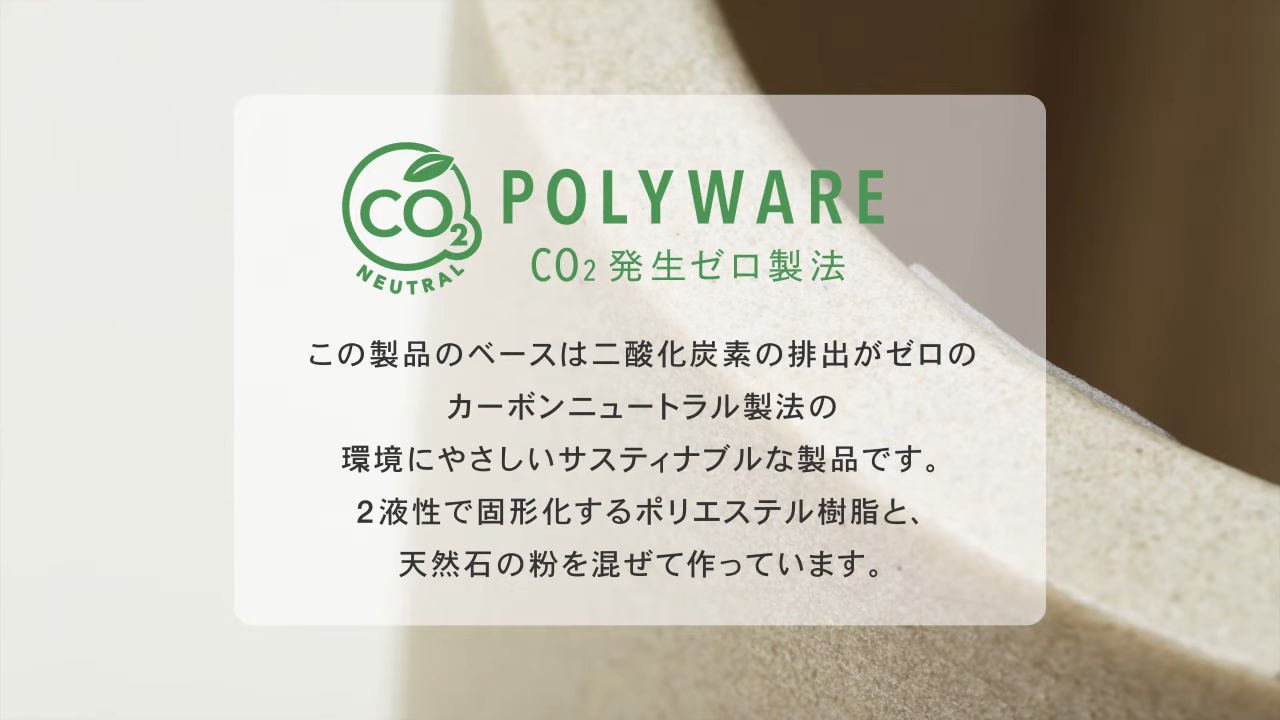 CO2
NEUTRAL
POLYWARE
CO2 発生ゼロ製法
この製品のベースは二酸化炭素の排出がゼロの
カーボンニュートラル製法の
環境にやさしいサスティナブルな製品です。
2液性で固形化するポリエステル樹脂と、
天然石の粉を混ぜて作っています。